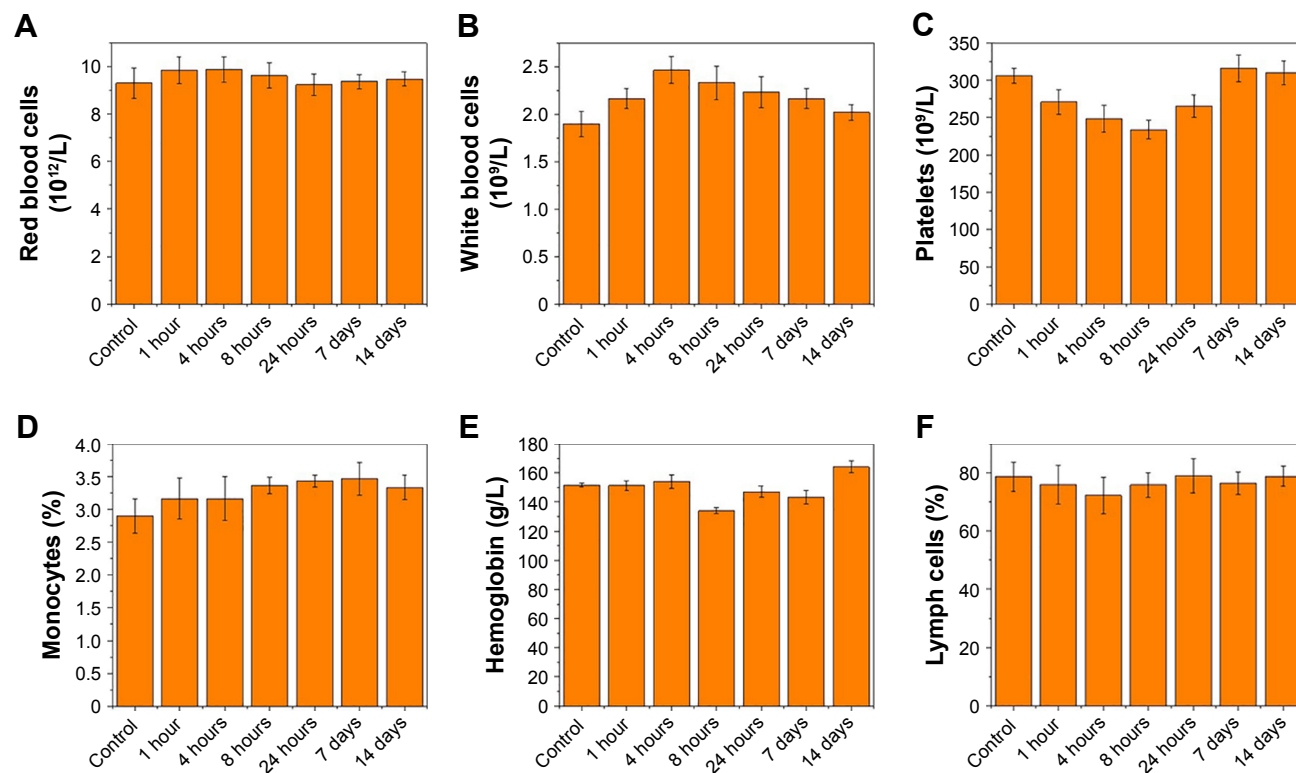 A
Red blood cells
(10¹²/L)
10
8
6
4
2
0
Control
1 hour
4 hours
8 hours
24 hours
7 days
14 days
B
White blood cells
(10⁹/L)
2.5
2.0
1.5
1.0
0.5
0
Control
1 hour
4 hours
8 hours
24 hours
7 days
14 days
C
Platelets (10⁹/L)
350
300
250
200
150
100
50
0
Control
1 hour
4 hours
8 hours
24 hours
7 days
14 days
D
Monocytes (%)
4.0
3.5
3.0
2.5
2.0
1.5
1.0
0.5
0
Control
1 hour
4 hours
8 hours
24 hours
7 days
14 days
E
Hemoglobin (g/L)
180
160
140
120
100
80
60
40
20
0
Control
1 hour
4 hours
8 hours
24 hours
7 days
14 days
F
Lymph cells (%)
80
60
40
20
0
Control
1 hour
4 hours
8 hours
24 hours
7 days
14 days